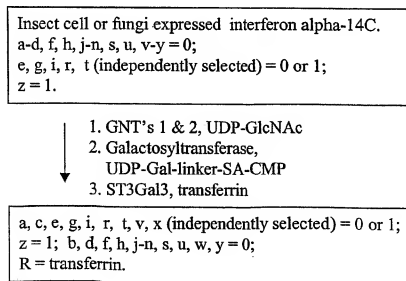 Insect cell or fungi expressed interferon alpha-14C.
a-d, f, h, j-n, s, u, v-y = 0;
e, g, i, r, t (independently selected) = 0 or 1;
z = 1.
1. GNT's 1 & 2, UDP-GlcNAc
2. Galactosyltransferase,
UDP-Gal-linker-SA-CMP
3. ST3Gal3, transferrin
a, c, e, g, i, r, t, v, x (independently selected) = 0 or 1;
z = 1; b, d, f, h, j-n, s, u, w, y = 0;
R = transferrin.